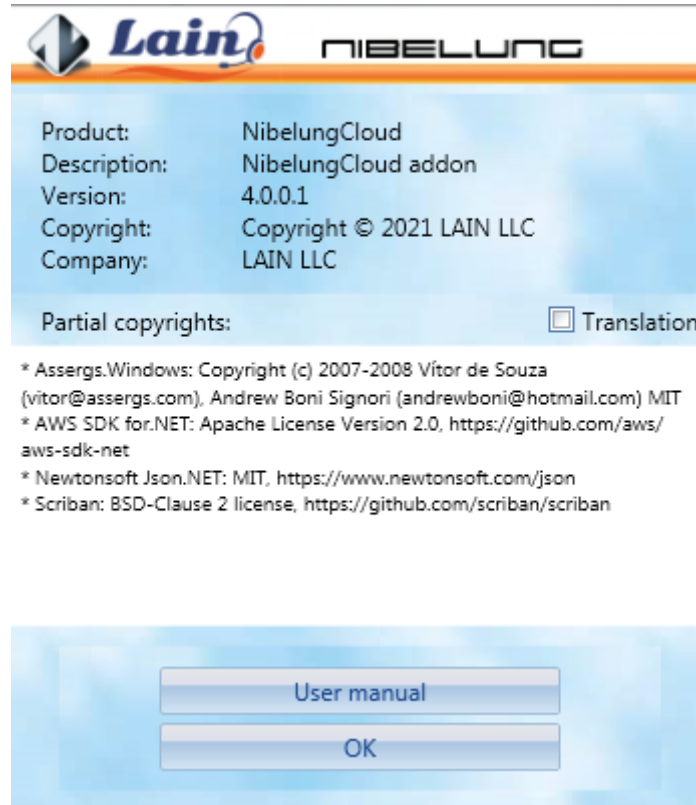 Lain NIBELUNG
Product: NibelungCloud
Description: NibelungCloud addon
Version: 4.0.0.1
Copyright: Copyright © 2021 LAIN LLC
Company: LAIN LLC
Partial copyrights: Translation
* Assergs.Windows: Copyright (c) 2007-2008 Vítor de Souza
(vitor@assergs.com), Andrew Boni Signori (andrewboni@hotmail.com) MIT
* AWS SDK for.NET: Apache License Version 2.0, https://github.com/aws/
aws-sdk-net
* Newtonsoft Json.NET: MIT, https://www.newtonsoft.com/json
* Scriban: BSD-Clause 2 license, https://github.com/scriban/scriban
User manual
OK